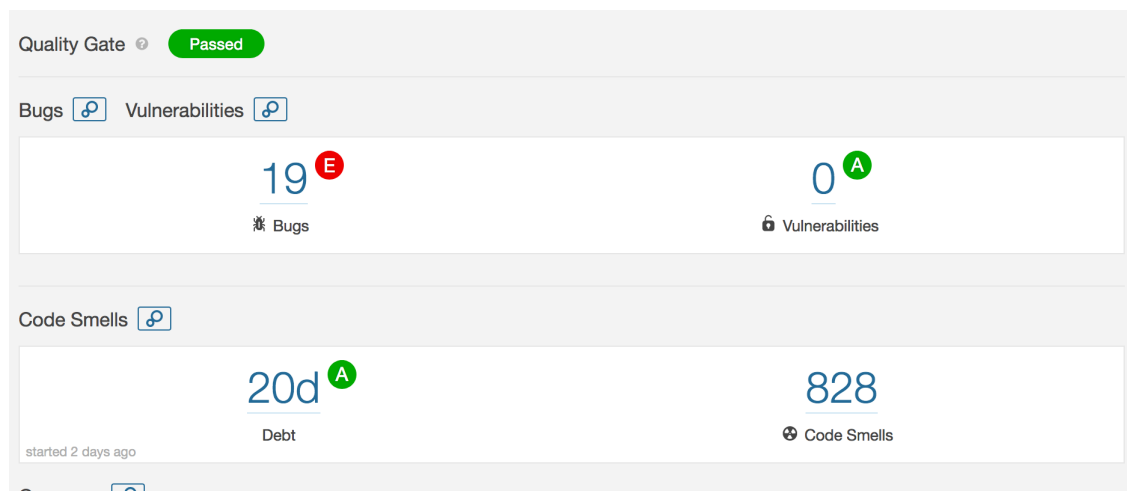 Quality Gate ? Passed
Bugs Vulnerabilities
19 E 0 A
Bugs Vulnerabilities
Code Smells
20d A 828
Debt Code Smells
started 2 days ago